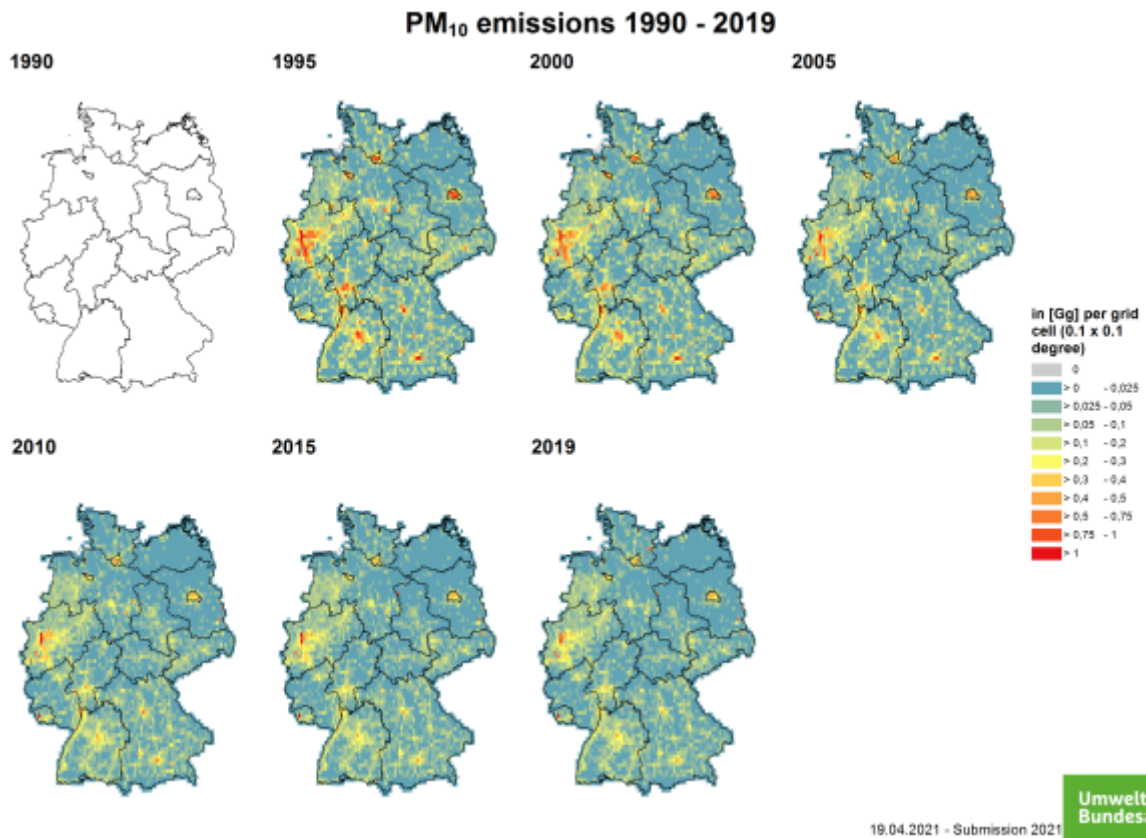 PM₁₀ emissions 1990 - 2019
1990
1995
2000
2005
in [Gg] per grid
cell (0.1 x 0.1
degree)
0
> 0 - 0,025
> 0,025 - 0,05
> 0,05 - 0,1
> 0,1 - 0,2
> 0,2 - 0,3
> 0,3 - 0,4
> 0,4 - 0,5
> 0,5 - 0,75
> 0,75 - 1
> 1
2010
2015
2019
19.04.2021 - Submission 2021
Umwelt
Bundes